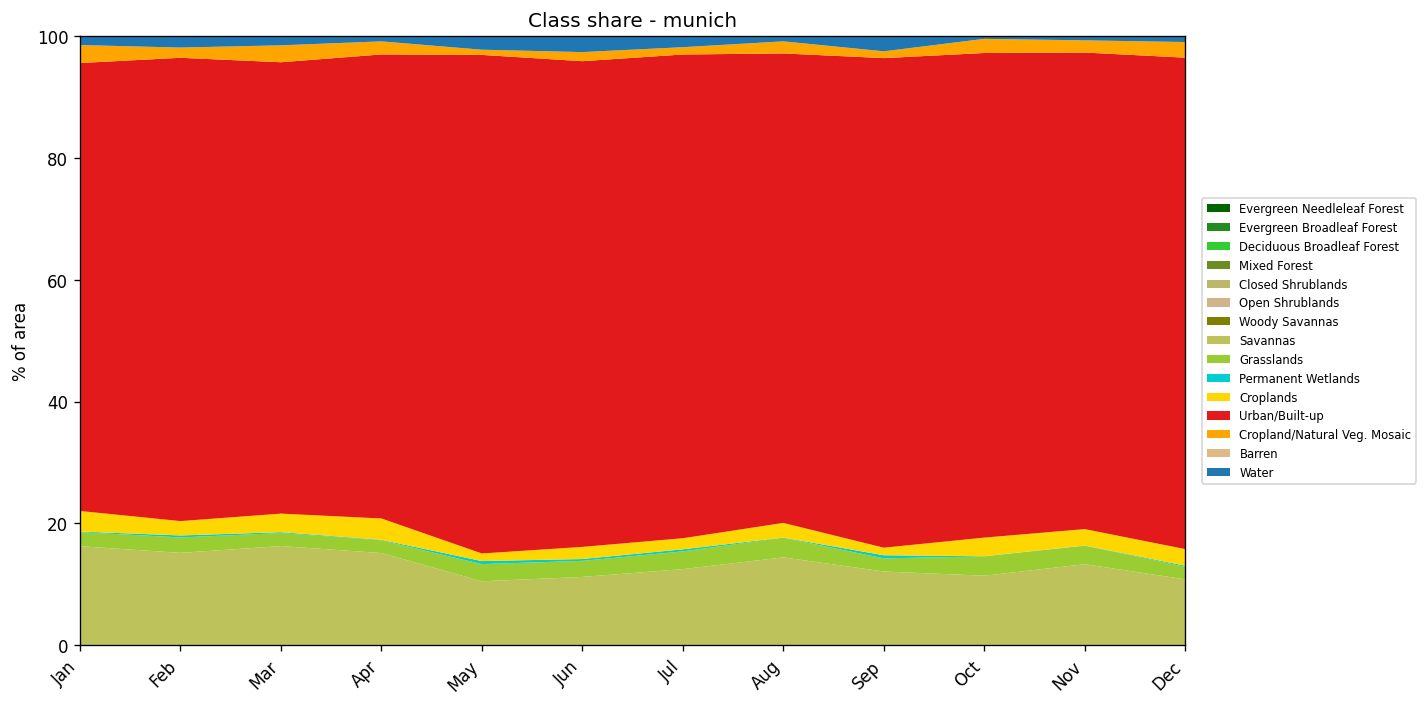 Class share - munich
% of area
100
80
60
40
20
0
Jan
Feb
Mar
Apr
May
Jun
Jul
Aug
Sep
Oct
Nov
Dec
Evergreen Needleleaf Forest
Evergreen Broadleaf Forest
Deciduous Broadleaf Forest
Mixed Forest
Closed Shrublands
Open Shrublands
Woody Savannas
Savannas
Grasslands
Permanent Wetlands
Croplands
Urban/Built-up
Cropland/Natural Veg. Mosaic
Barren
Water